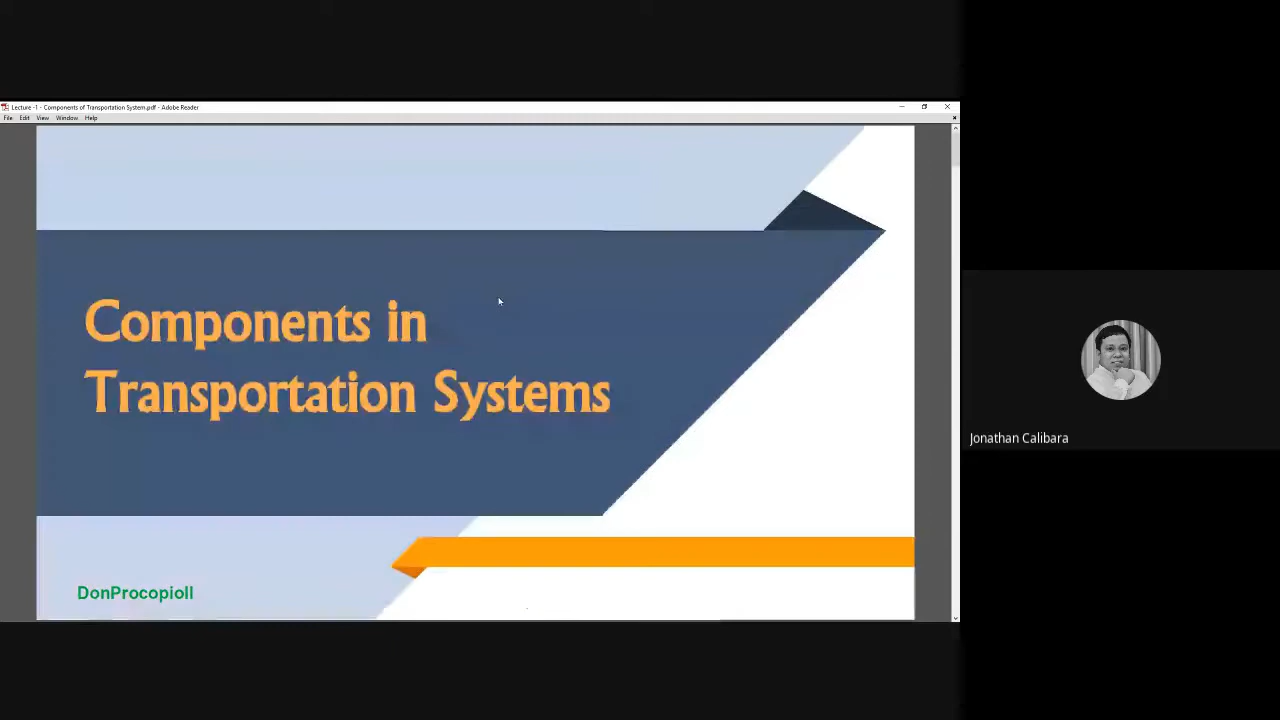 Lecture -1 - Components of Transportation System.pdf - Adobe Reader
File Edit View Window Help
Components in
Transportation Systems
DonProcopioII
Jonathan Calibara